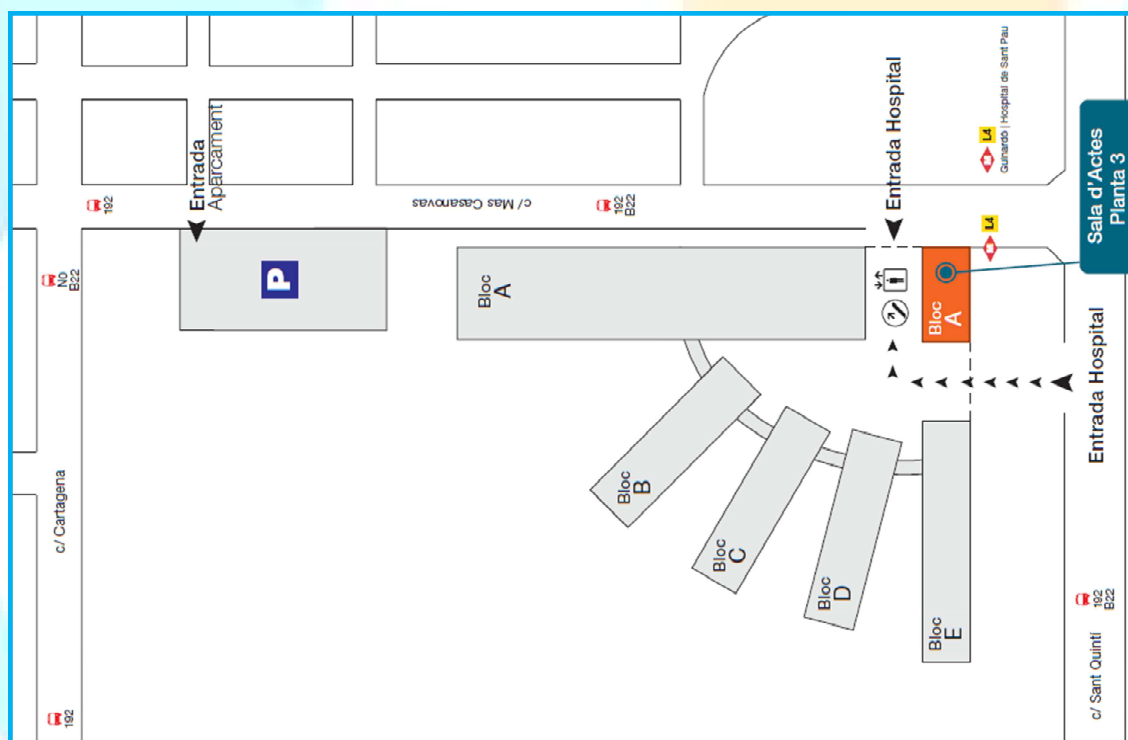 c/ Cartagena
192
N0
B22
192
Entrada
Aparcament
P
c/ Mas Casanovas
192
B22
Bloc
A
Bloc
B
Bloc
C
Bloc
D
Bloc
E
Bloc
A
Entrada Hospital
L4
Guinardó | Hospital de Sant Pau
L4
Sala d'Actes
Planta 3
Entrada Hospital
192
B22
c/ Sant Quintí